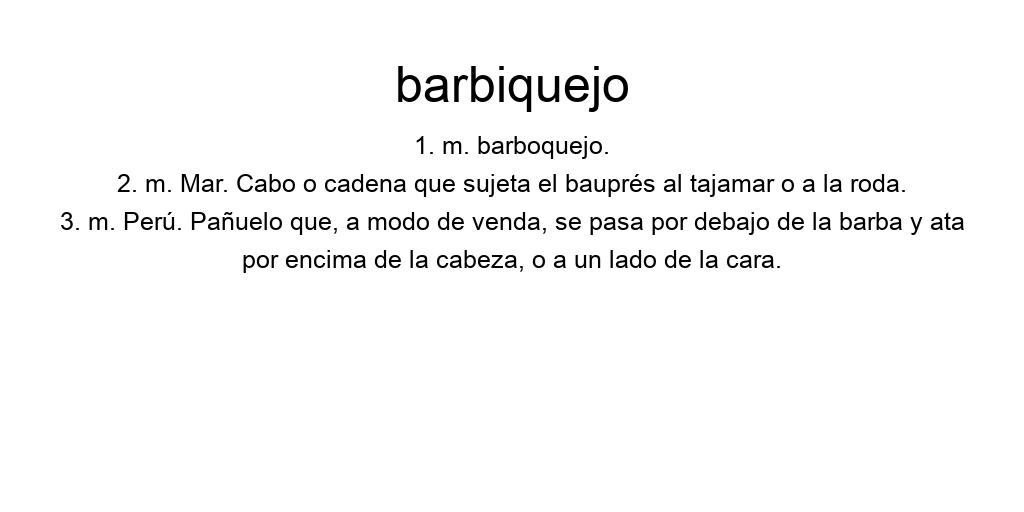 barbiquejo
1. m. barboquejo.
2. m. Mar. Cabo o cadena que sujeta el bauprés al tajamar o a la roda.
3. m. Perú. Pañuelo que, a modo de venda, se pasa por debajo de la barba y ata
por encima de la cabeza, o a un lado de la cara.